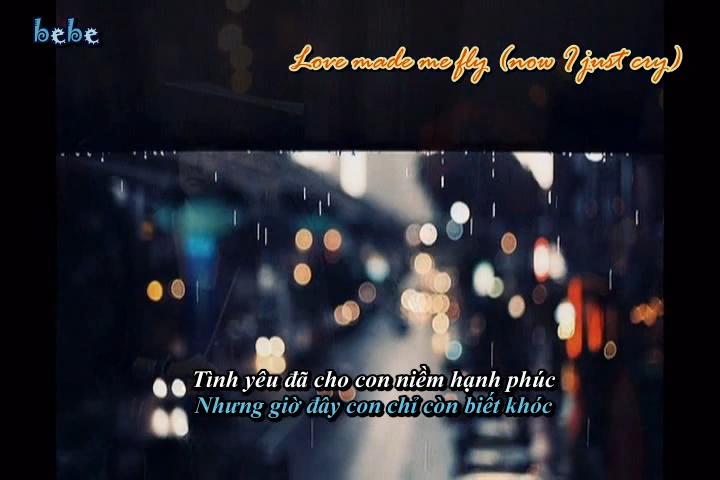 bebe
Love made me fly (now I just cry)
Tình yêu đã cho con niềm hạnh phúc
Nhưng giờ đây con chỉ còn biết khóc